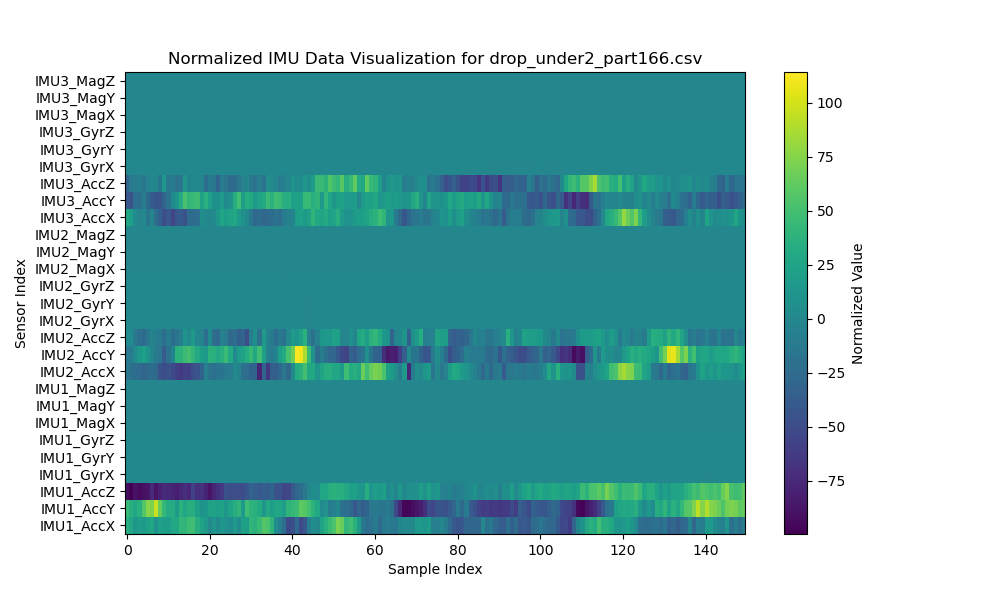 Normalized IMU Data Visualization for drop_under2_part166.csv
IMU3_MagZ
IMU3_MagY
IMU3_MagX
IMU3_GyrZ
IMU3_GyrY
IMU3_GyrX
IMU3_AccZ
IMU3_AccY
IMU3_AccX
IMU2_MagZ
IMU2_MagY
IMU2_MagX
IMU2_GyrZ
IMU2_GyrY
IMU2_GyrX
IMU2_AccZ
IMU2_AccY
IMU2_AccX
IMU1_MagZ
IMU1_MagY
IMU1_MagX
IMU1_GyrZ
IMU1_GyrY
IMU1_GyrX
IMU1_AccZ
IMU1_AccY
IMU1_AccX
Sensor Index
0 20 40 60 80 100 120 140
Sample Index
100
75
50
25
0
−25
−50
−75
Normalized Value